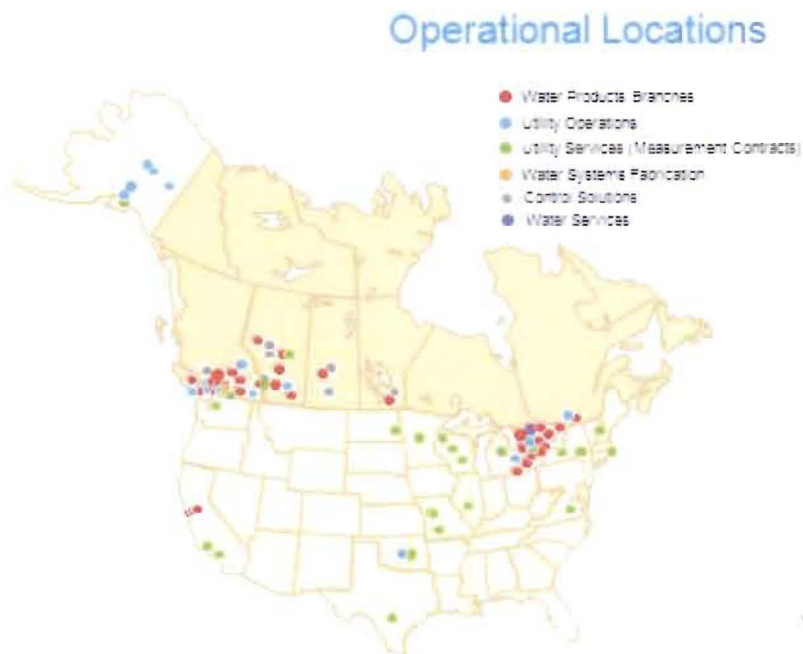 Operational Locations
Water Products Branches
Utility Operations
Utility Services (Measurement Contracts)
Water Systems Fabrication
Control Solutions
Water Services